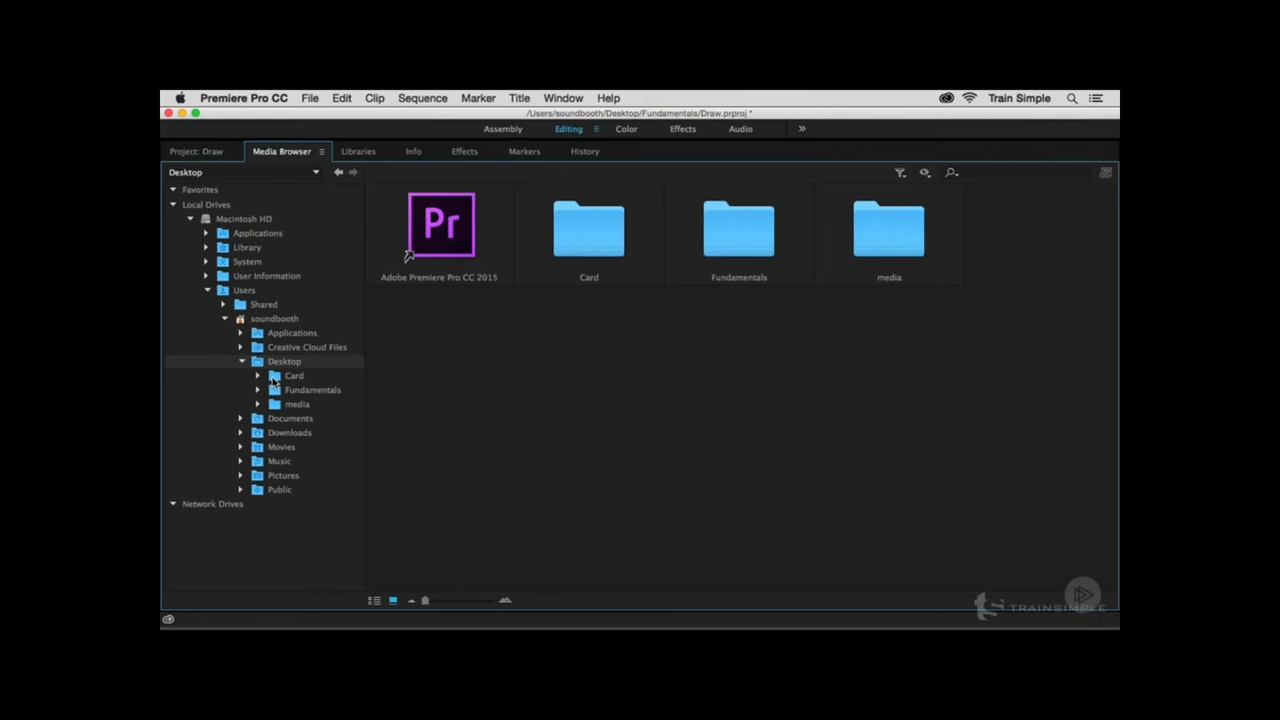 Premiere Pro CC File Edit Clip Sequence Marker Title Window Help Train Simple
/Users/soundbooth/Desktop/Fundamentals/Draw.prproj *
Assembly Editing Color Effects Audio
Project: Draw Media Browser Libraries Info Effects Markers History
Desktop
Favorites
Local Drives
Macintosh HD
Applications
Library
System
User Information
Users
Shared
soundbooth
Applications
Creative Cloud Files
Desktop
Card
Fundamentals
media
Documents
Downloads
Movies
Music
Pictures
Public
Network Drives
Pr
Adobe Premiere Pro CC 2015 Card Fundamentals media
ts TRAINSIMPLE